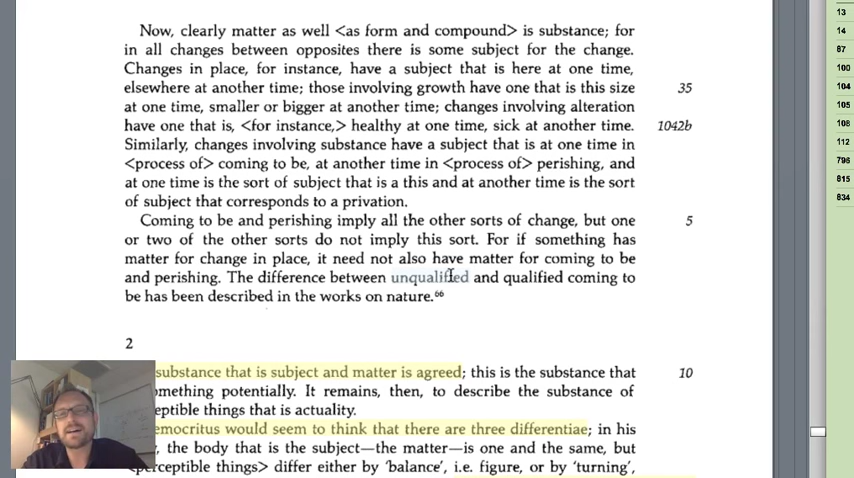 Now, clearly matter as well <as form and compound> is substance; for
in all changes between opposites there is some subject for the change.
Changes in place, for instance, have a subject that is here at one time,
elsewhere at another time; those involving growth have one that is this size
35
at one time, smaller or bigger at another time; changes involving alteration
have one that is, <for instance,> healthy at one time, sick at another time.
1042b
Similarly, changes involving substance have a subject that is at one time in
<process of> coming to be, at another time in <process of> perishing, and
at one time is the sort of subject that is a this and at another time is the sort
of subject that corresponds to a privation.
Coming to be and perishing imply all the other sorts of change, but one
5
or two of the other sorts do not imply this sort. For if something has
matter for change in place, it need not also have matter for coming to be
and perishing. The difference between unqualified and qualified coming to
be has been described in the works on nature.66
2
substance that is subject and matter is agreed; this is the substance that
10
omething potentially. It remains, then, to describe the substance of
eptible things that is actuality.
emocritus would seem to think that there are three differentiae; in his
, the body that is the subject—the matter—is one and the same, but
<perceptible things> differ either by 'balance', i.e. figure, or by 'turning',
13
14
67
100
104
105
108
112
796
815
834